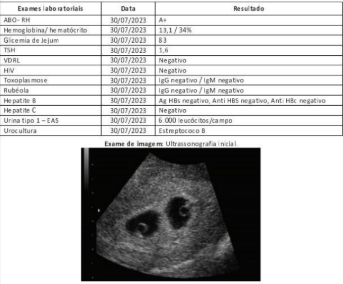 Exames laboratoriais Data Resultado
ABO- RH 30/07/2023 A+
Hemoglobina/ hematócrito 30/07/2023 13,1 / 34%
Glicemia de Jejum 30/07/2023 83
TSH 30/07/2023 1,6
VDRL 30/07/2023 Negativo
HIV 30/07/2023 Negativo
Toxoplasmose 30/07/2023 IgG negativo / IgM negativo
Rubéola 30/07/2023 IgG negativo / IgM negativo
Hepatite B 30/07/2023 Ag HBs negativo, Anti HBS negativo, Anti HBc negativo
Hepatite C 30/07/2023 Negativo
Urina tipo 1 – EAS 30/07/2023 6.000 leucócitos/campo
Urocultura 30/07/2023 Estreptococo B
Exame de imagem: Ultrassonografia inicial.